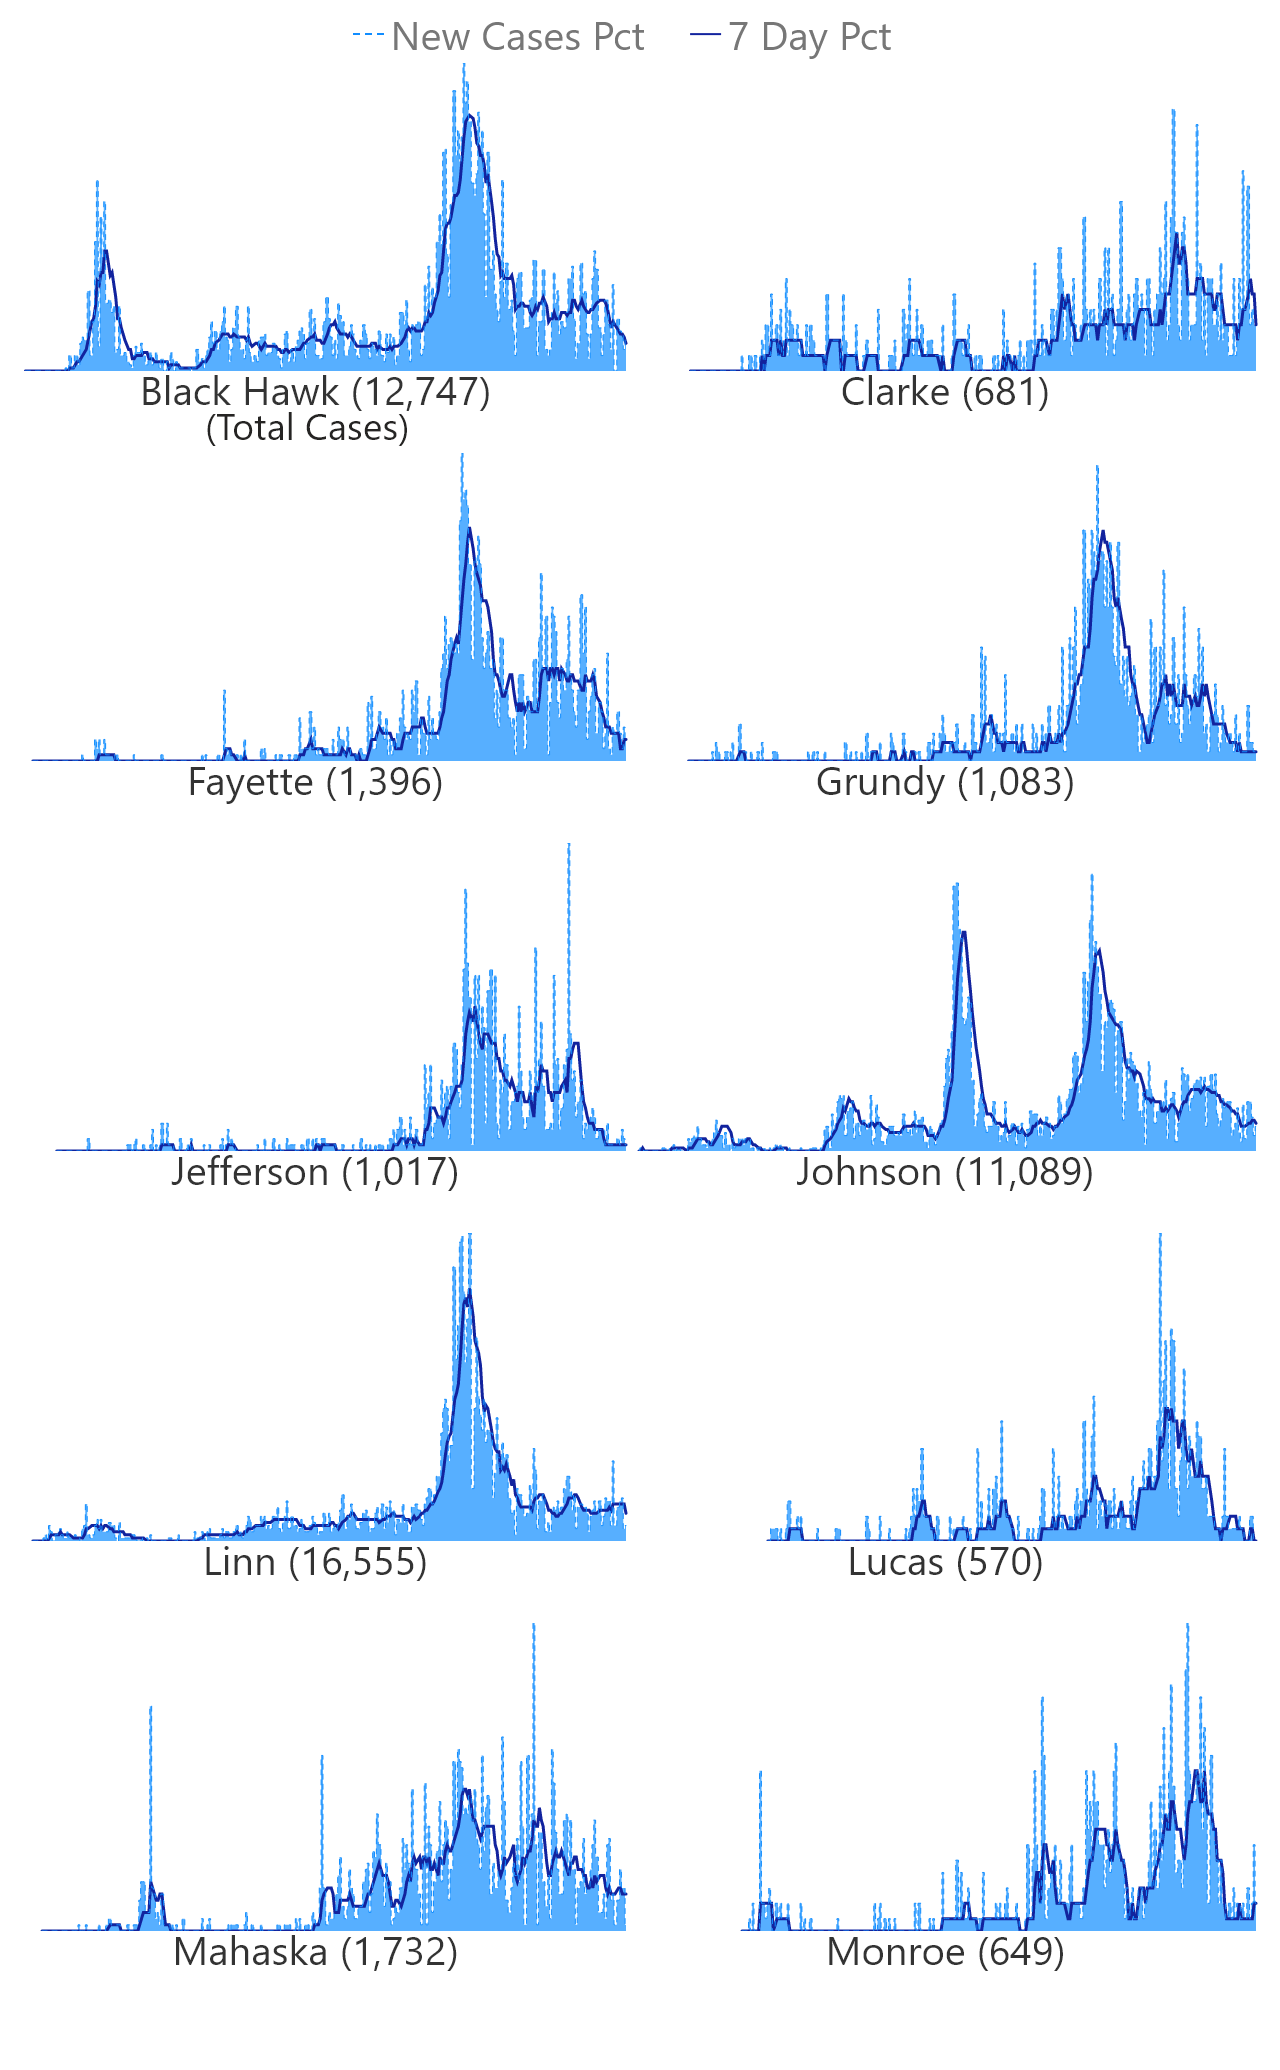 New Cases Pct 7 Day Pct
Black Hawk (12,747) Clarke (681)
(Total Cases)
Fayette (1,396) Grundy (1,083)
Jefferson (1,017) Johnson (11,089)
Linn (16,555) Lucas (570)
Mahaska (1,732) Monroe (649)